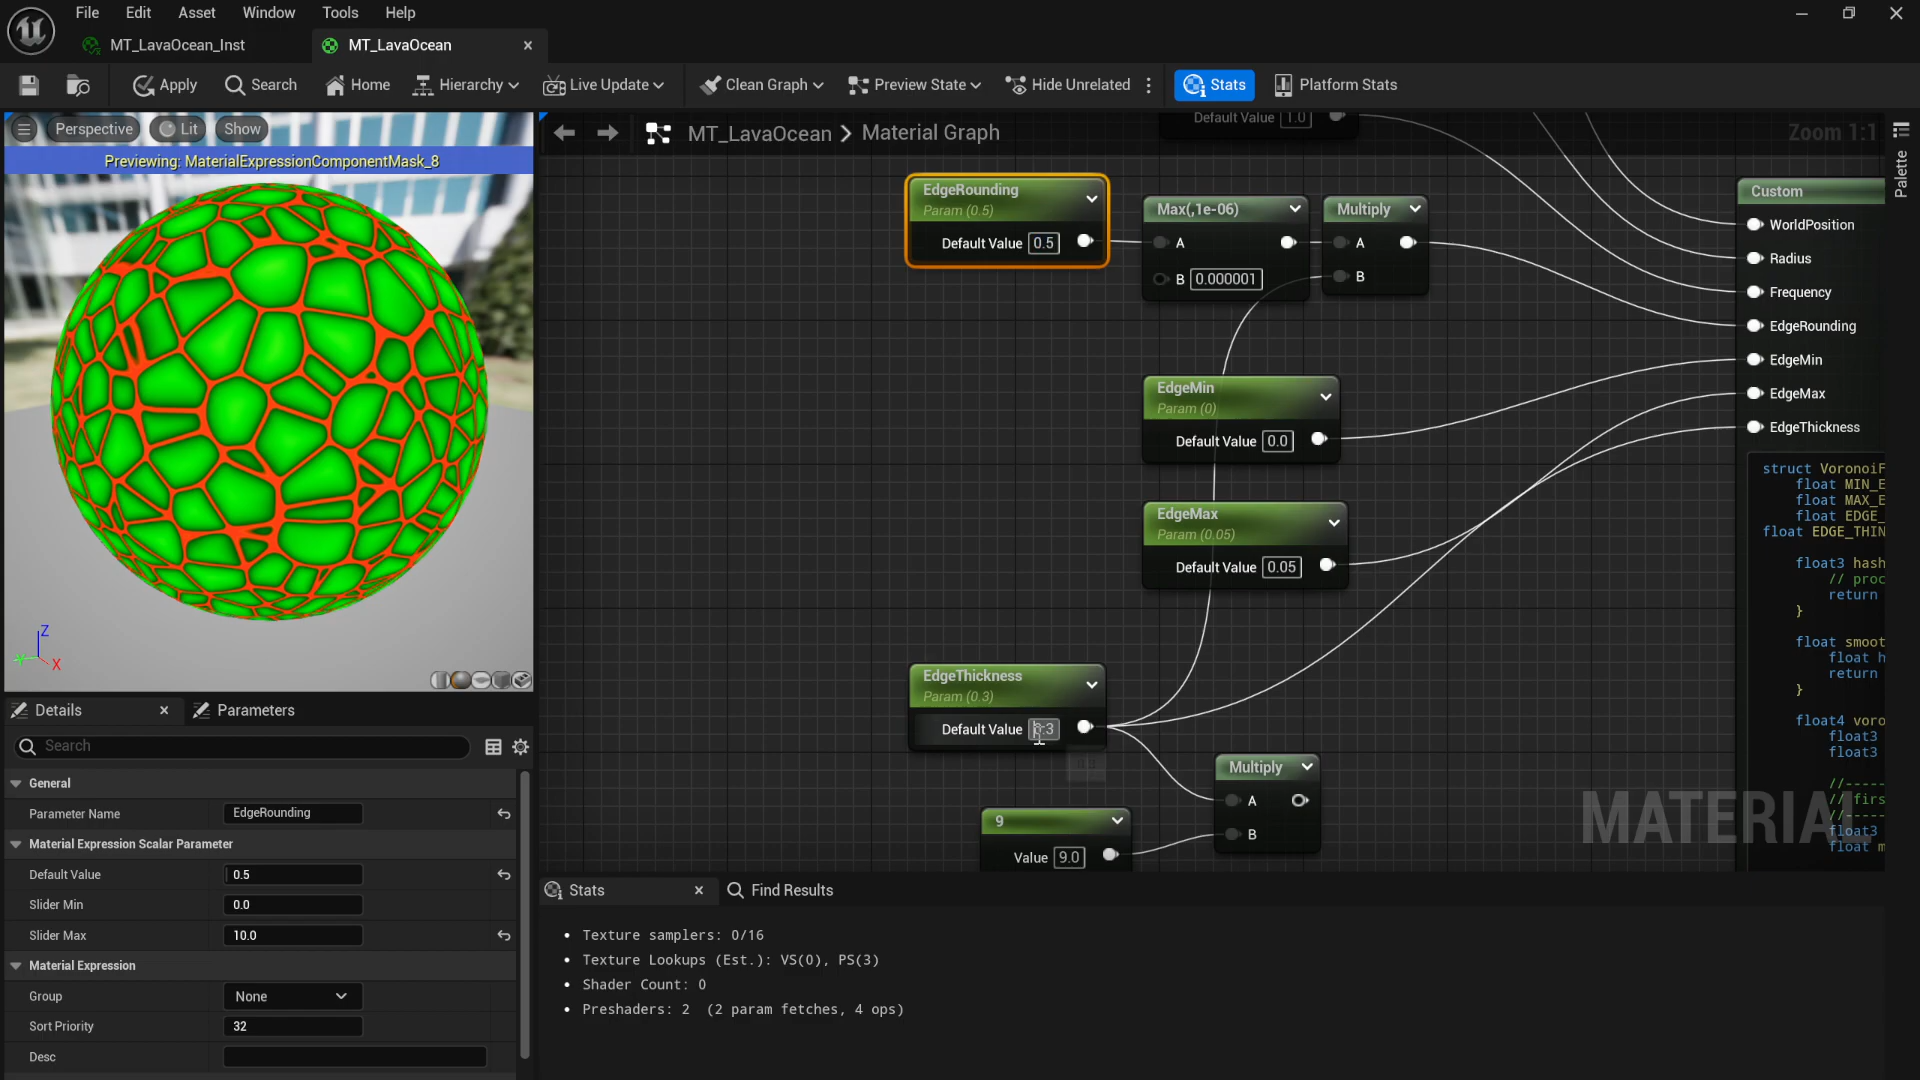 File Edit Asset Window Tools Help
MT_LavaOcean_Inst
MT_LavaOcean
Apply Search Home Hierarchy Live Update Clean Graph Preview State Hide Unrelated Stats Platform Stats
Perspective Lit Show
Previewing: MaterialExpressionComponentMask_8
Z
X
MT_LavaOcean > Material Graph
Zoom 1:1
Palette
Default Value 1.0
EdgeRounding
Param (0.5)
Default Value 0.5
Max(,1e-06)
A
B 0.000001
Multiply
A
B
EdgeMin
Param (0)
Default Value 0.0
EdgeMax
Param (0.05)
Default Value 0.05
EdgeThickness
Param (0.3)
Default Value 0.3
Multiply
A
B
9
Value 9.0
Custom
WorldPosition
Radius
Frequency
EdgeRounding
EdgeMin
EdgeMax
EdgeThickness
struct VoronoiF
float MIN_E
float MAX_E
float EDGE_
float EDGE_THIN
float3 hash
// proc
return
}
float smoot
float h
return
}
float4 voro
float3
float3
//-----
// firs
//-----
float3
float m
MATERIAL
Details
Parameters
Search
General
Parameter Name EdgeRounding
Material Expression Scalar Parameter
Default Value 0.5
Slider Min 0.0
Slider Max 10.0
Material Expression
Group None
Sort Priority 32
Desc
Stats
Find Results
Texture samplers: 0/16
Texture Lookups (Est.): VS(0), PS(3)
Shader Count: 0
Preshaders: 2 (2 param fetches, 4 ops)